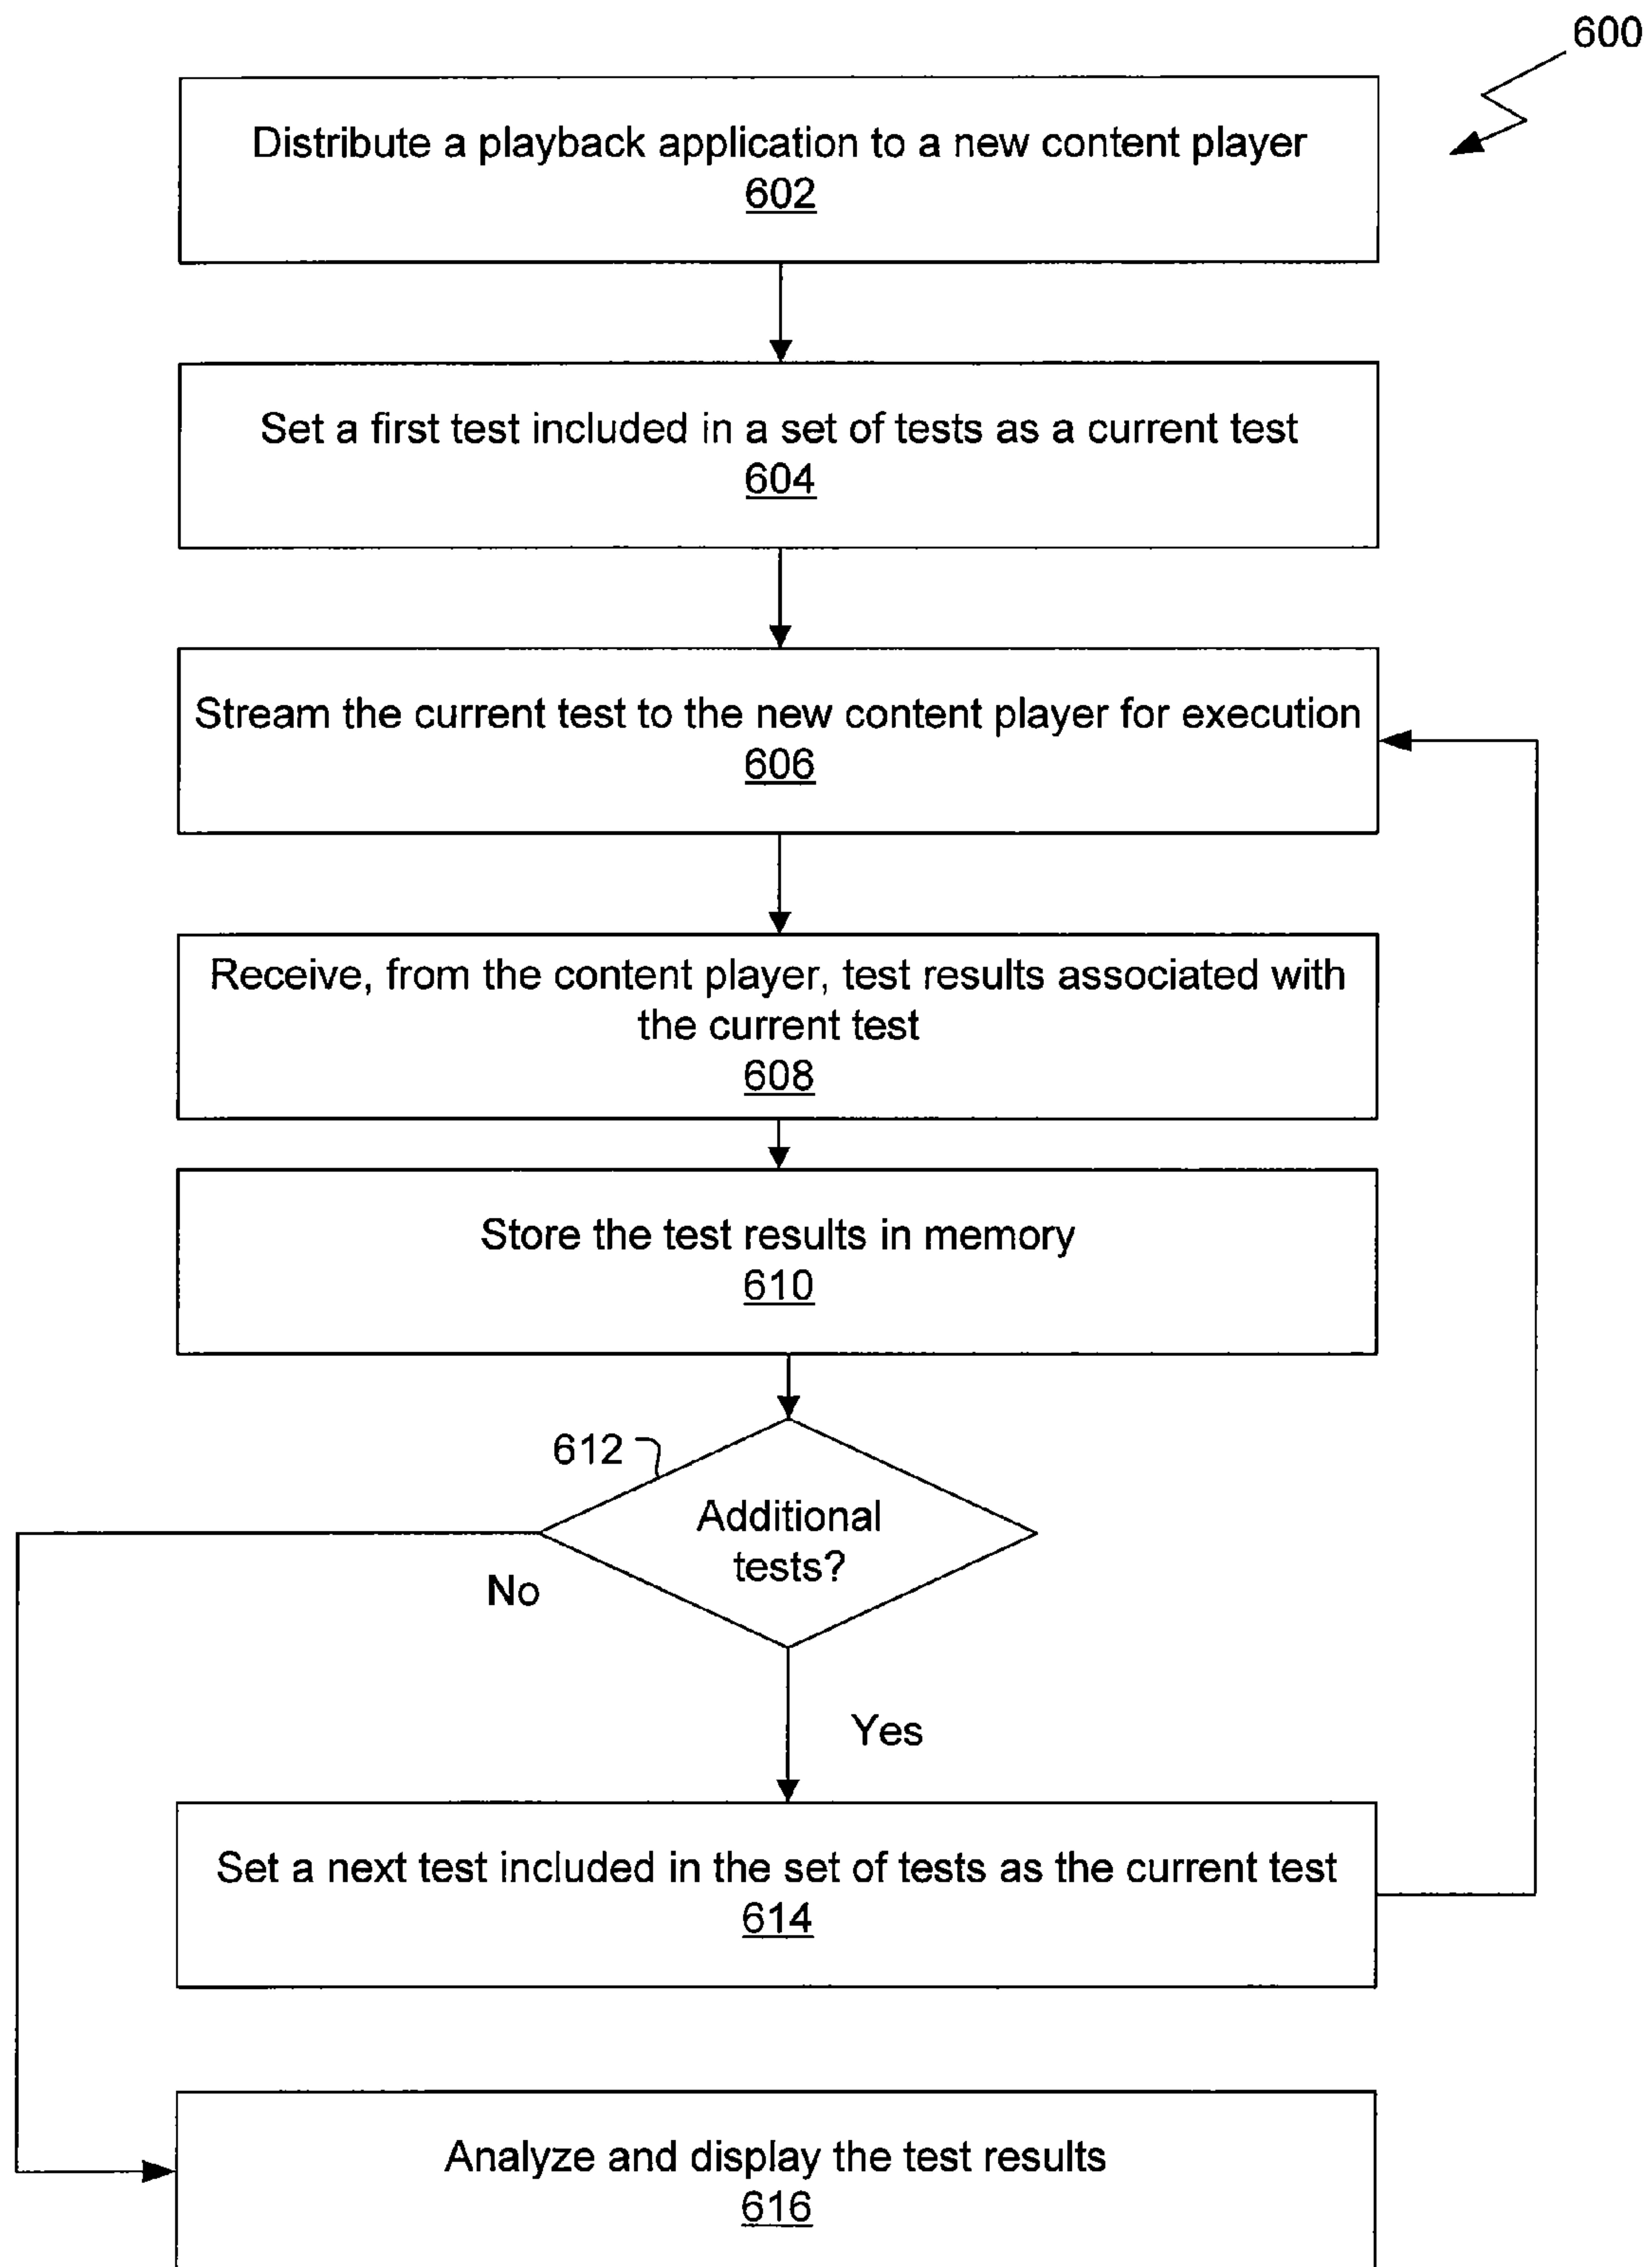 600
Distribute a playback application to a new content player
602
Set a first test included in a set of tests as a current test
604
Stream the current test to the new content player for execution
606
Receive, from the content player, test results associated with
the current test
608
Store the test results in memory
610
612
Additional
tests?
No
Yes
Set a next test included in the set of tests as the current test
614
Analyze and display the test results
616